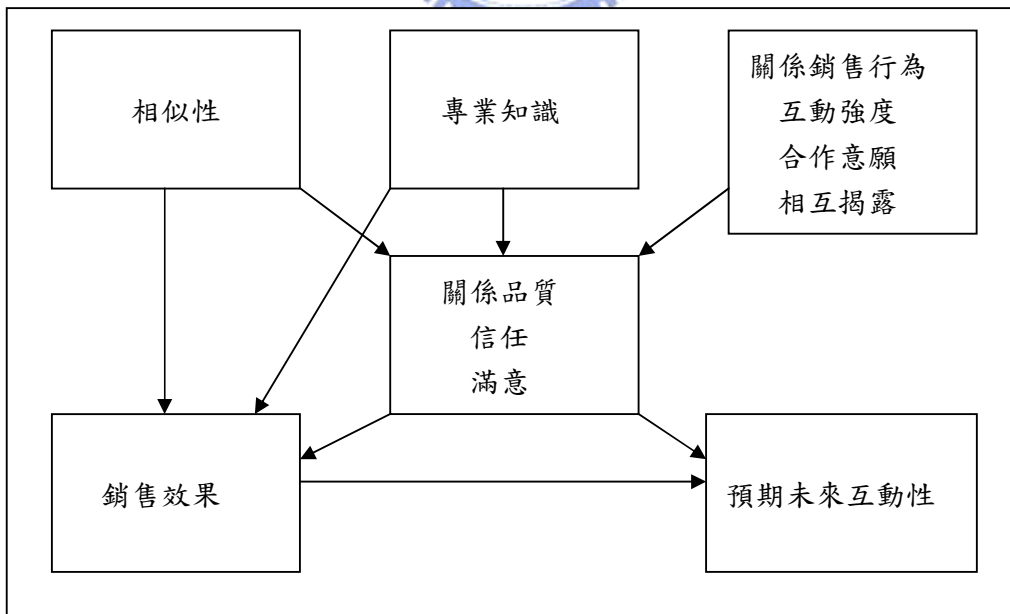 相似性
專業知識
關係銷售行為
互動強度
合作意願
相互揭露
關係品質
信任
滿意
銷售效果
預期未來互動性